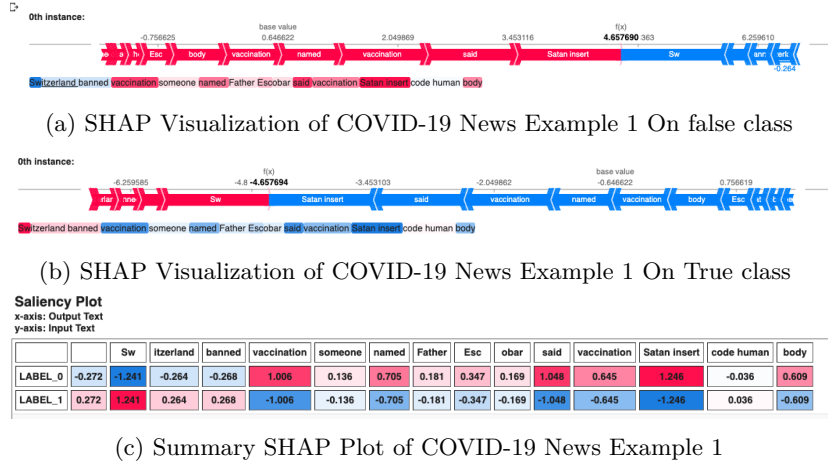 0th instance:
base value
f(x)
-0.756625 0.646622 2.049869 3.453116 4.657690 363 6.259610
Esc body vaccination named vaccination said Satan insert Sw
-0.264
Switzerland banned vaccination someone named Father Escobar said vaccination Satan insert code human body
(a) SHAP Visualization of COVID-19 News Example 1 On false class
0th instance:
f(x)
base value
-6.259585 -4.8 -4.657694 -3.453103 -2.049862 -0.646622 0.756619
Sw Satan insert said vaccination named vaccination body Esc
Switzerland banned vaccination someone named Father Escobar said vaccination Satan insert code human body
(b) SHAP Visualization of COVID-19 News Example 1 On True class
Saliency Plot
x-axis: Output Text
y-axis: Input Text
Sw itzerland banned vaccination someone named Father Esc obar said vaccination Satan insert code human body
LABEL_0 -0.272 -1.241 -0.264 -0.268 1.006 0.136 0.705 0.181 0.347 0.169 1.048 0.645 1.246 -0.036 0.609
LABEL_1 0.272 1.241 0.264 0.268 -1.006 -0.136 -0.705 -0.181 -0.347 -0.169 -1.048 -0.645 -1.246 0.036 -0.609
(c) Summary SHAP Plot of COVID-19 News Example 1